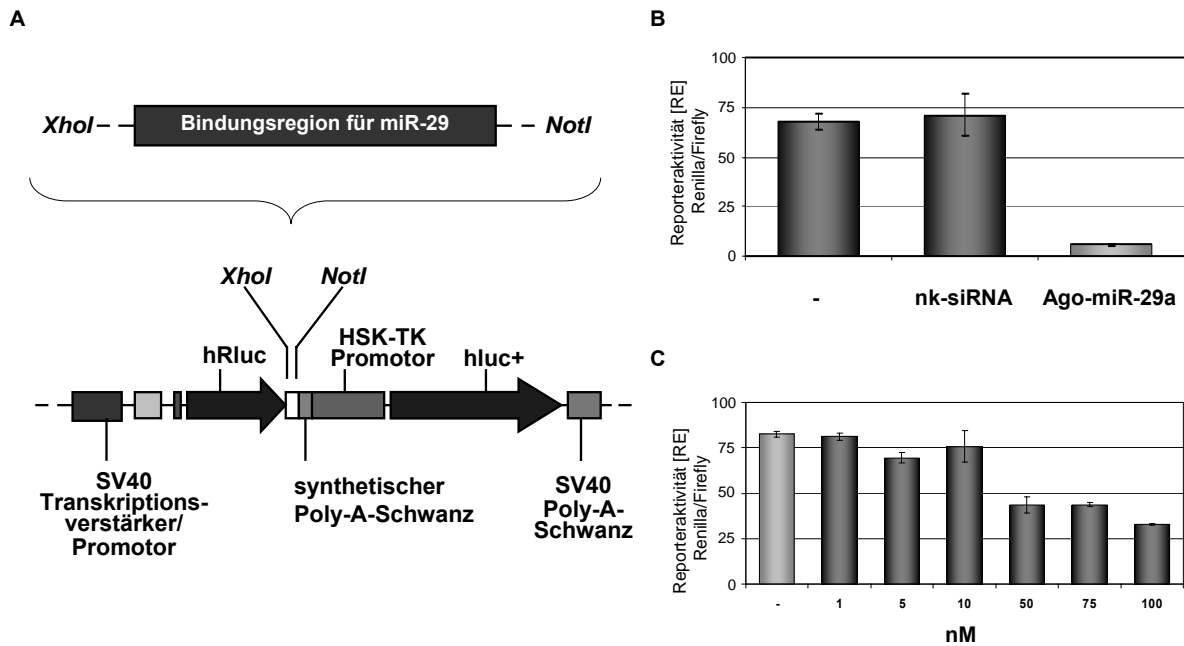 A
XhoI
Bindungsregion für miR-29
NotI
XhoI
NotI
hRluc
HSK-TK
Promotor
hluc+
SV40
Transkriptions-
verstärker/
Promotor
synthetischer
Poly-A-Schwanz
SV40
Poly-A-
Schwanz
B
Reporteraktivität [RE]
Renilla/Firefly
100
75
50
25
0
-
nk-siRNA
Ago-miR-29a
C
Reporteraktivität [RE]
Renilla/Firefly
100
75
50
25
0
-
1
5
10
50
75
100
nM